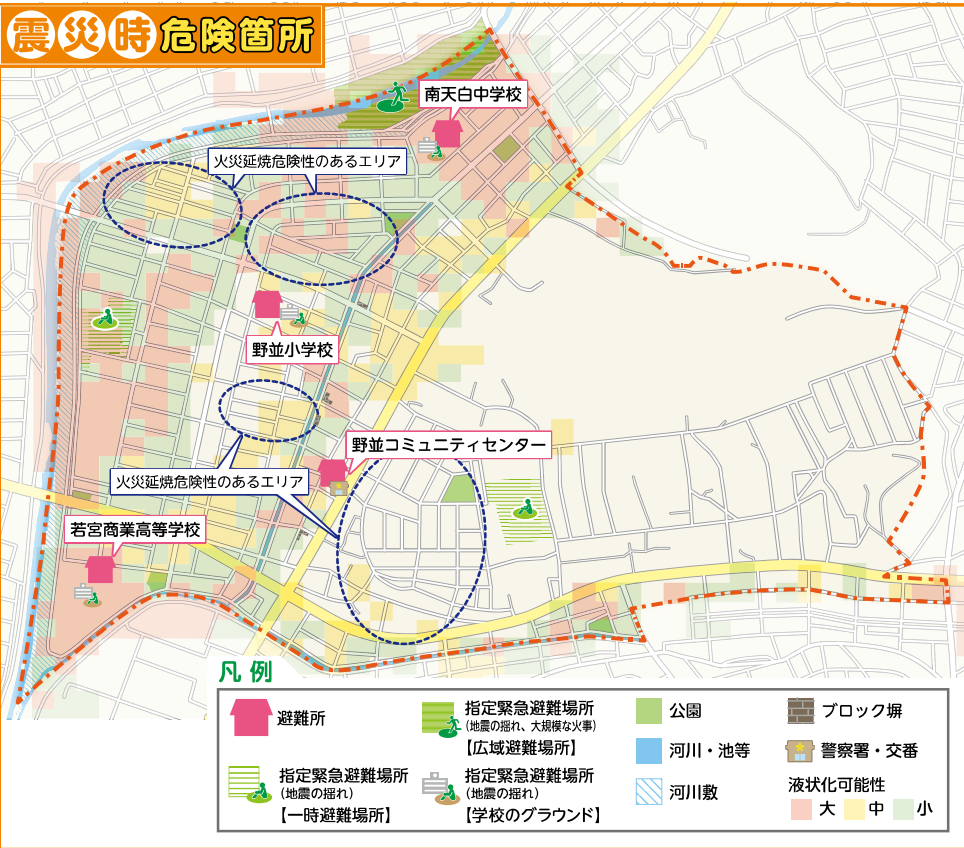 震災時危険箇所
南天白中学校
火災延焼危険性のあるエリア
野並小学校
野並コミュニティセンター
火災延焼危険性のあるエリア
若宮商業高等学校
凡例
避難所
指定緊急避難場所
(地震の揺れ、大規模な火事)
【広域避難場所】
公園
ブロック塀
河川・池等
警察署・交番
指定緊急避難場所
(地震の揺れ)
【一時避難場所】
指定緊急避難場所
(地震の揺れ)
【学校のグラウンド】
河川敷
液状化可能性
大 中 小